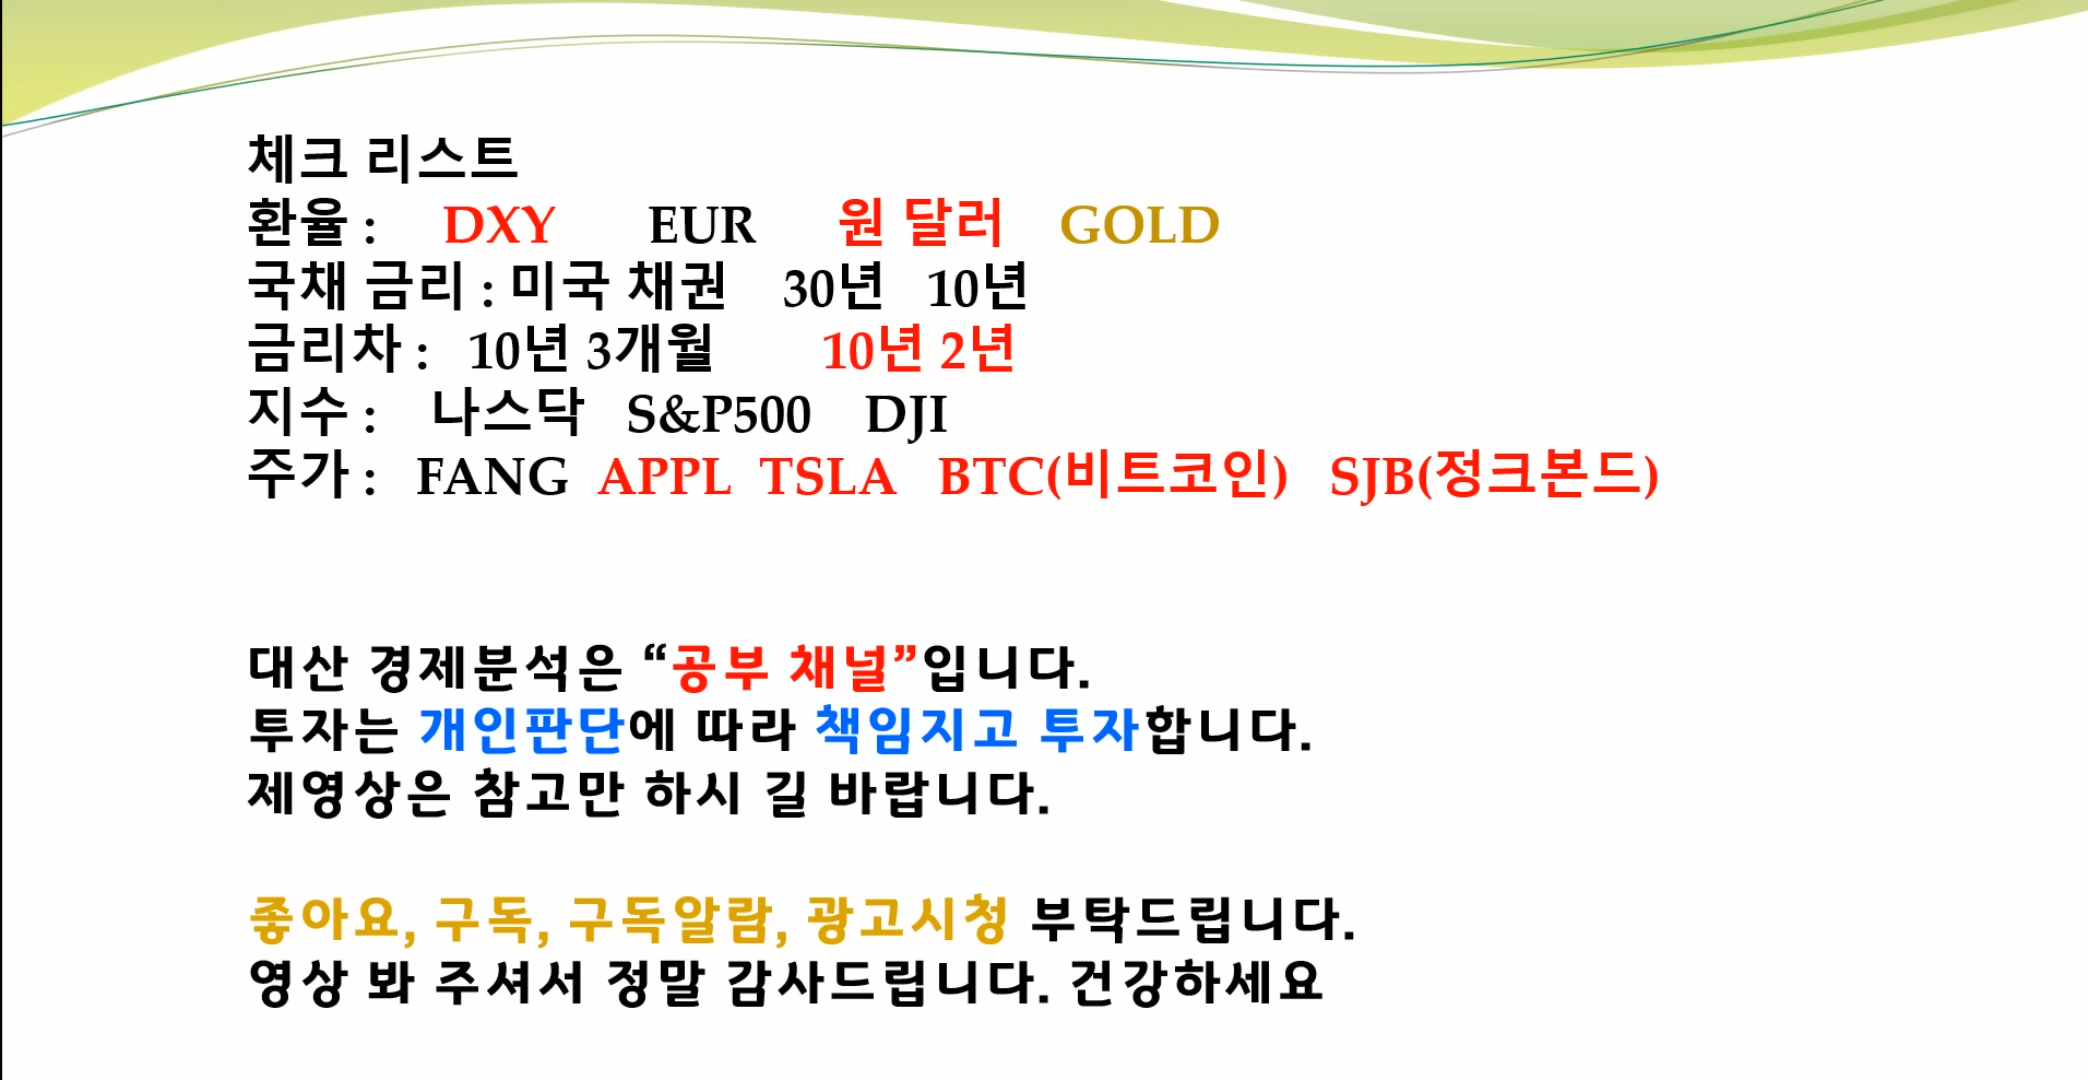 체크 리스트
환율 : DXY EUR 원 달러 GOLD
국채 금리 : 미국 채권 30년 10년
금리차 : 10년 3개월 10년 2년
지수 : 나스닥 S&P500 DJI
주가 : FANG APPL TSLA BTC(비트코인) SJB(정크본드)
대산 경제분석은 “공부 채널”입니다.
투자는 개인판단에 따라 책임지고 투자합니다.
제영상은 참고만 하시 길 바랍니다.
좋아요, 구독, 구독알람, 광고시청 부탁드립니다.
영상 봐 주셔서 정말 감사드립니다. 건강하세요